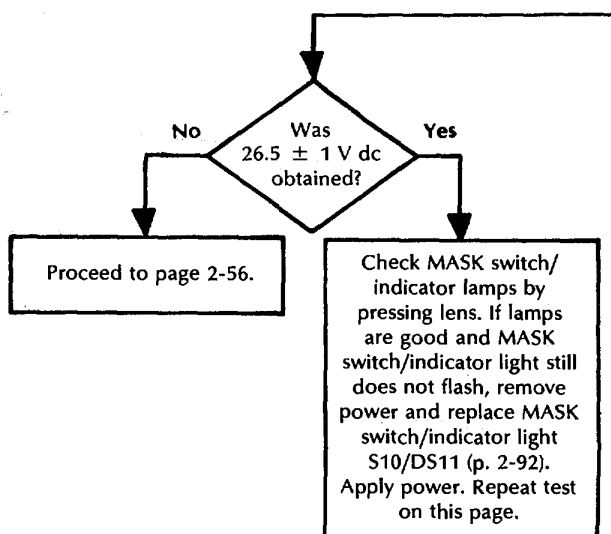 No
Was
26.5 ± 1 V dc
obtained?
Yes
Proceed to page 2-56.
Check MASK switch/
indicator lamps by
pressing lens. If lamps
are good and MASK
switch/indicator light still
does not flash, remove
power and replace MASK
switch/indicator light
S10/DS11 (p. 2-92).
Apply power. Repeat test
on this page.